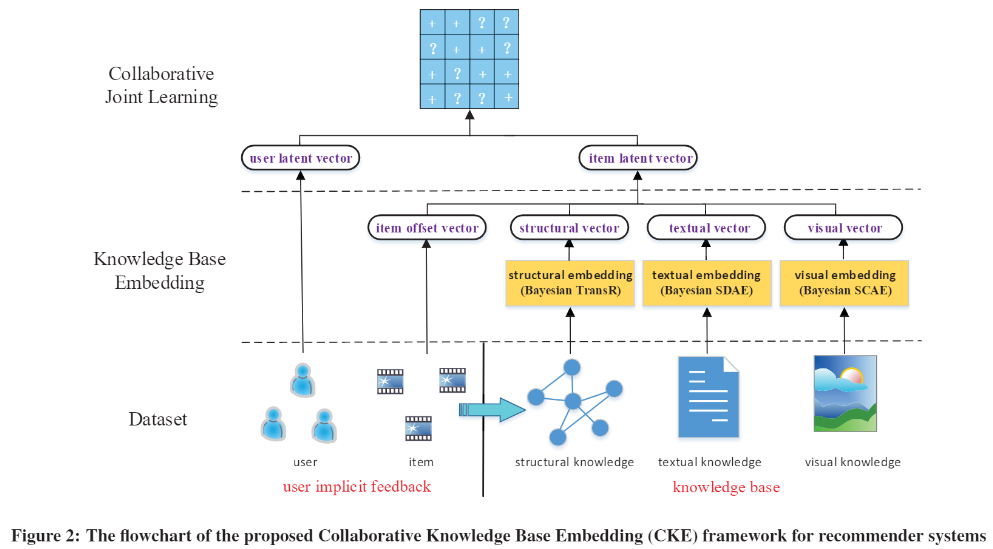 + + ? ?
? + + ?
+ ? + +
+ ? ? +
Collaborative
Joint Learning
user latent vector
item latent vector
item offset vector
structural vector
textual vector
visual vector
Knowledge Base
Embedding
structural embedding
(Bayesian TransR)
textual embedding
(Bayesian SDAE)
visual embedding
(Bayesian SCAE)
Dataset
user
item
structural knowledge
textual knowledge
visual knowledge
user implicit feedback
knowledge base
Figure 2: The flowchart of the proposed Collaborative Knowledge Base Embedding (CKE) framework for recommender systems